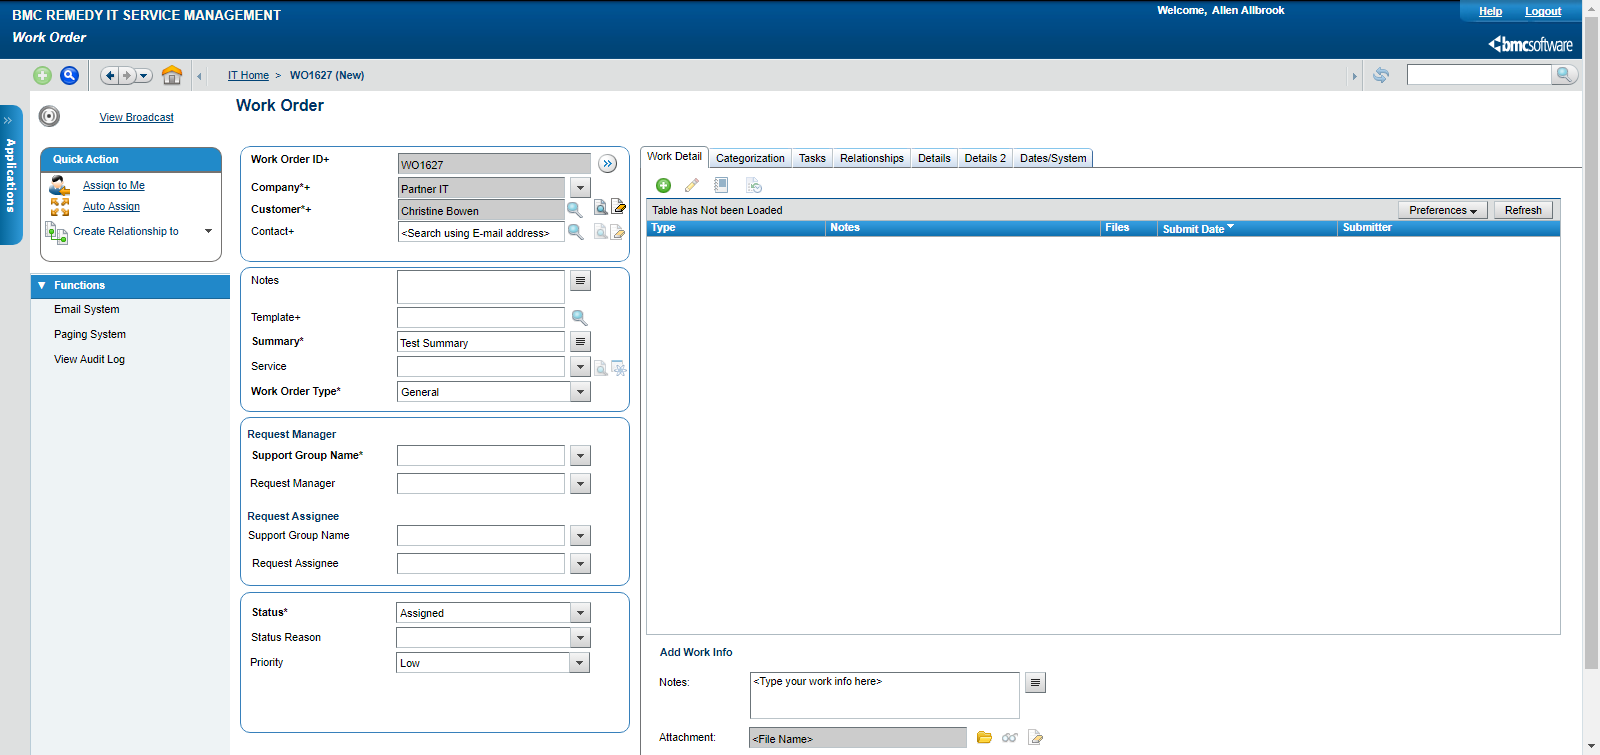 BMC REMEDY IT SERVICE MANAGEMENT
Welcome, Allen Allbrook
Help
Logout
Work Order
bmcsoftware
IT Home > WO1627 (New)
Applications
View Broadcast
Work Order
Quick Action
Assign to Me
Auto Assign
Create Relationship to
Functions
Email System
Paging System
View Audit Log
Work Order ID+ WO1627
Company*+ Partner IT
Customer*+ Christine Bowen
Contact+ <Search using E-mail address>
Notes
Template+
Summary* Test Summary
Service
Work Order Type* General
Request Manager
Support Group Name*
Request Manager
Request Assignee
Support Group Name
Request Assignee
Status* Assigned
Status Reason
Priority Low
Work Detail Categorization Tasks Relationships Details Details 2 Dates/System
Table has Not been Loaded Preferences Refresh
Type Notes Files Submit Date Submitter
Add Work Info
Notes: <Type your work info here>
Attachment: <File Name>